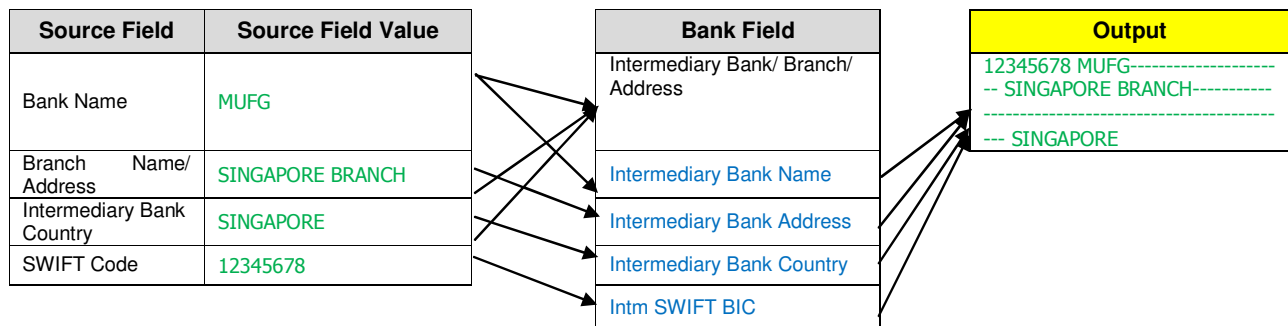 Source Field
Source Field Value
Bank Name
MUFG
Branch Name/
Address
SINGAPORE BRANCH
Intermediary Bank
Country
SINGAPORE
SWIFT Code
12345678
Bank Field
Intermediary Bank/ Branch/
Address
Intermediary Bank Name
Intermediary Bank Address
Intermediary Bank Country
Intm SWIFT BIC
Output
12345678 MUFG--------------------
-- SINGAPORE BRANCH-----------
----------------------------------------
--- SINGAPORE